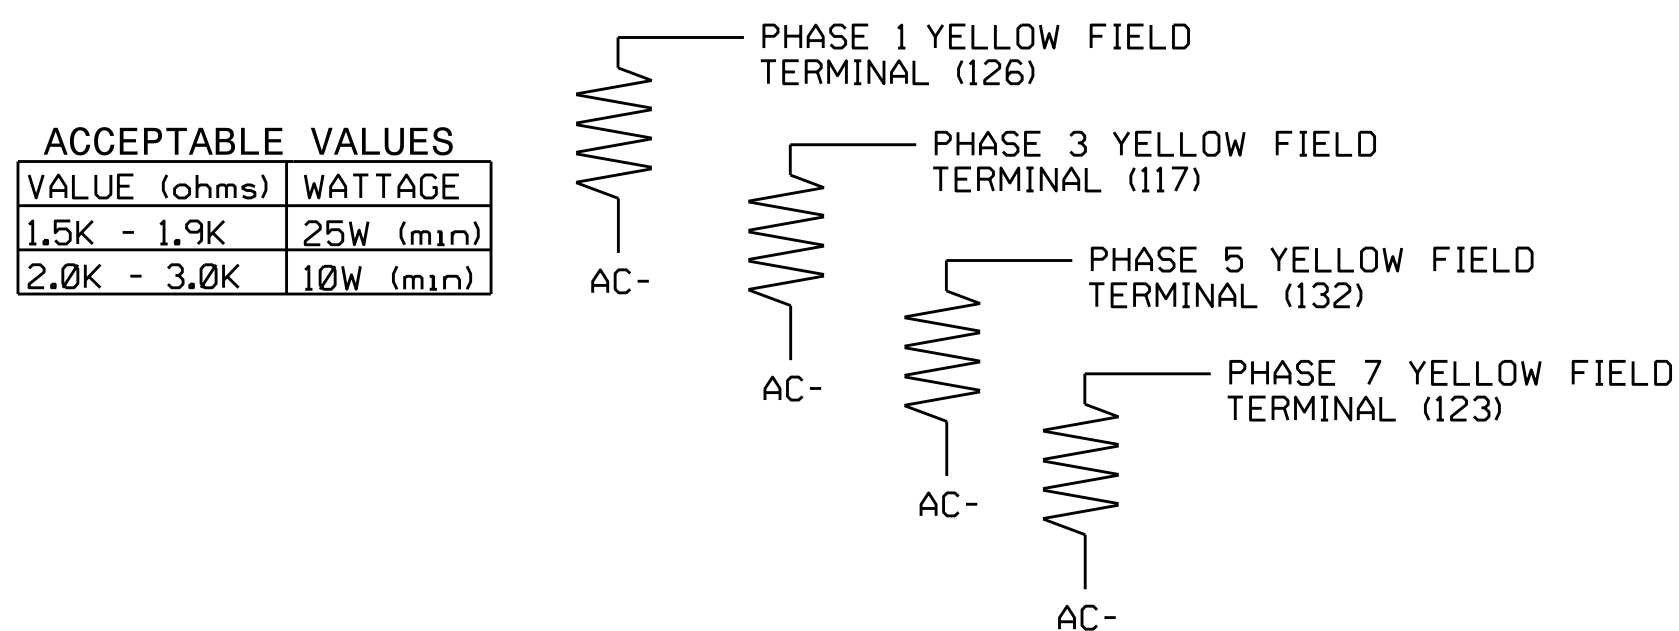 ACCEPTABLE VALUES
VALUE (ohms) WATTAGE
1.5K - 1.9K 25W (min)
2.0K - 3.0K 10W (min)
PHASE 1 YELLOW FIELD
TERMINAL (126)
AC-
PHASE 3 YELLOW FIELD
TERMINAL (117)
AC-
PHASE 5 YELLOW FIELD
TERMINAL (132)
AC-
PHASE 7 YELLOW FIELD
TERMINAL (123)
AC-